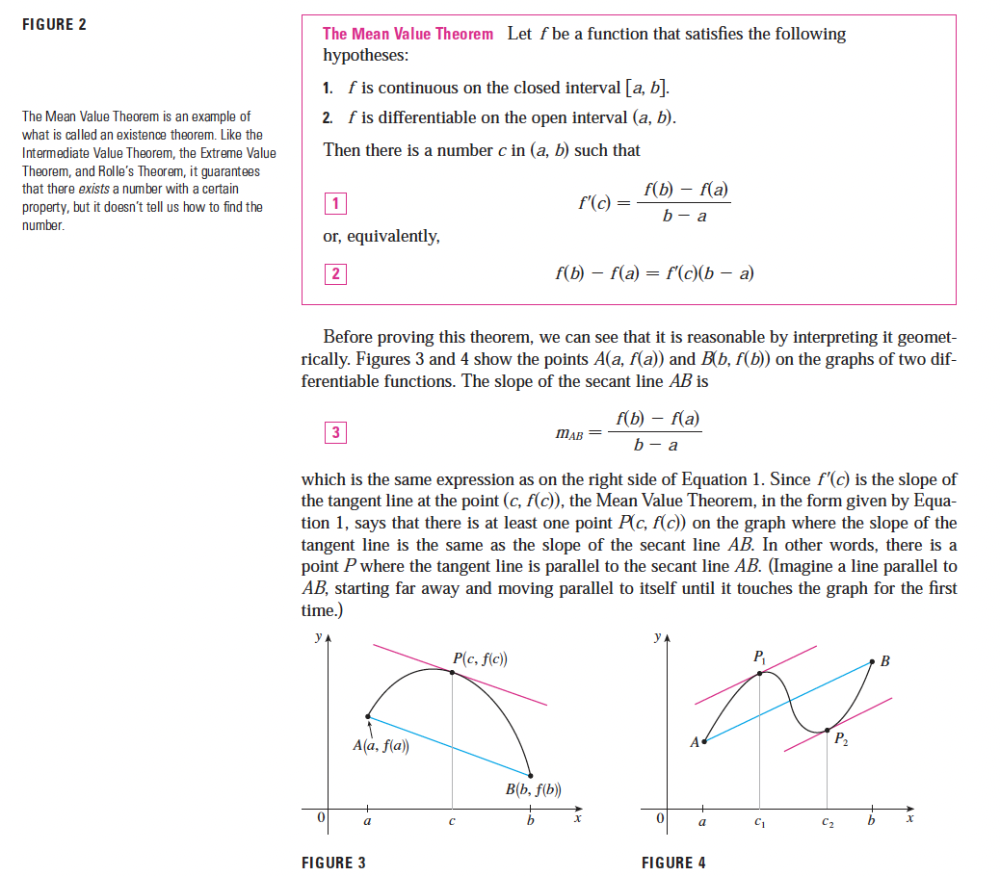 FIGURE 2
The Mean Value Theorem Let f be a function that satisfies the following
hypotheses:
1. f is continuous on the closed interval [a, b].
2. f is differentiable on the open interval (a, b).
Then there is a number c in (a, b) such that
1 f'(c) = f(b) − f(a) / b − a
or, equivalently,
2 f(b) − f(a) = f'(c)(b − a)
The Mean Value Theorem is an example of
what is called an existence theorem. Like the
Intermediate Value Theorem, the Extreme Value
Theorem, and Rolle's Theorem, it guarantees
that there exists a number with a certain
property, but it doesn't tell us how to find the
number.
Before proving this theorem, we can see that it is reasonable by interpreting it geomet-
rically. Figures 3 and 4 show the points A(a, f(a)) and B(b, f(b)) on the graphs of two dif-
ferentiable functions. The slope of the secant line AB is
3 m_AB = f(b) − f(a) / b − a
which is the same expression as on the right side of Equation 1. Since f'(c) is the slope of
the tangent line at the point (c, f(c)), the Mean Value Theorem, in the form given by Equa-
tion 1, says that there is at least one point P(c, f(c)) on the graph where the slope of the
tangent line is the same as the slope of the secant line AB. In other words, there is a
point P where the tangent line is parallel to the secant line AB. (Imagine a line parallel to
AB, starting far away and moving parallel to itself until it touches the graph for the first
time.)
y
P(c, f(c))
A(a, f(a))
B(b, f(b))
0 a c b x
FIGURE 3
y
P₁
B
A
P₂
0 a c₁ c₂ b x
FIGURE 4